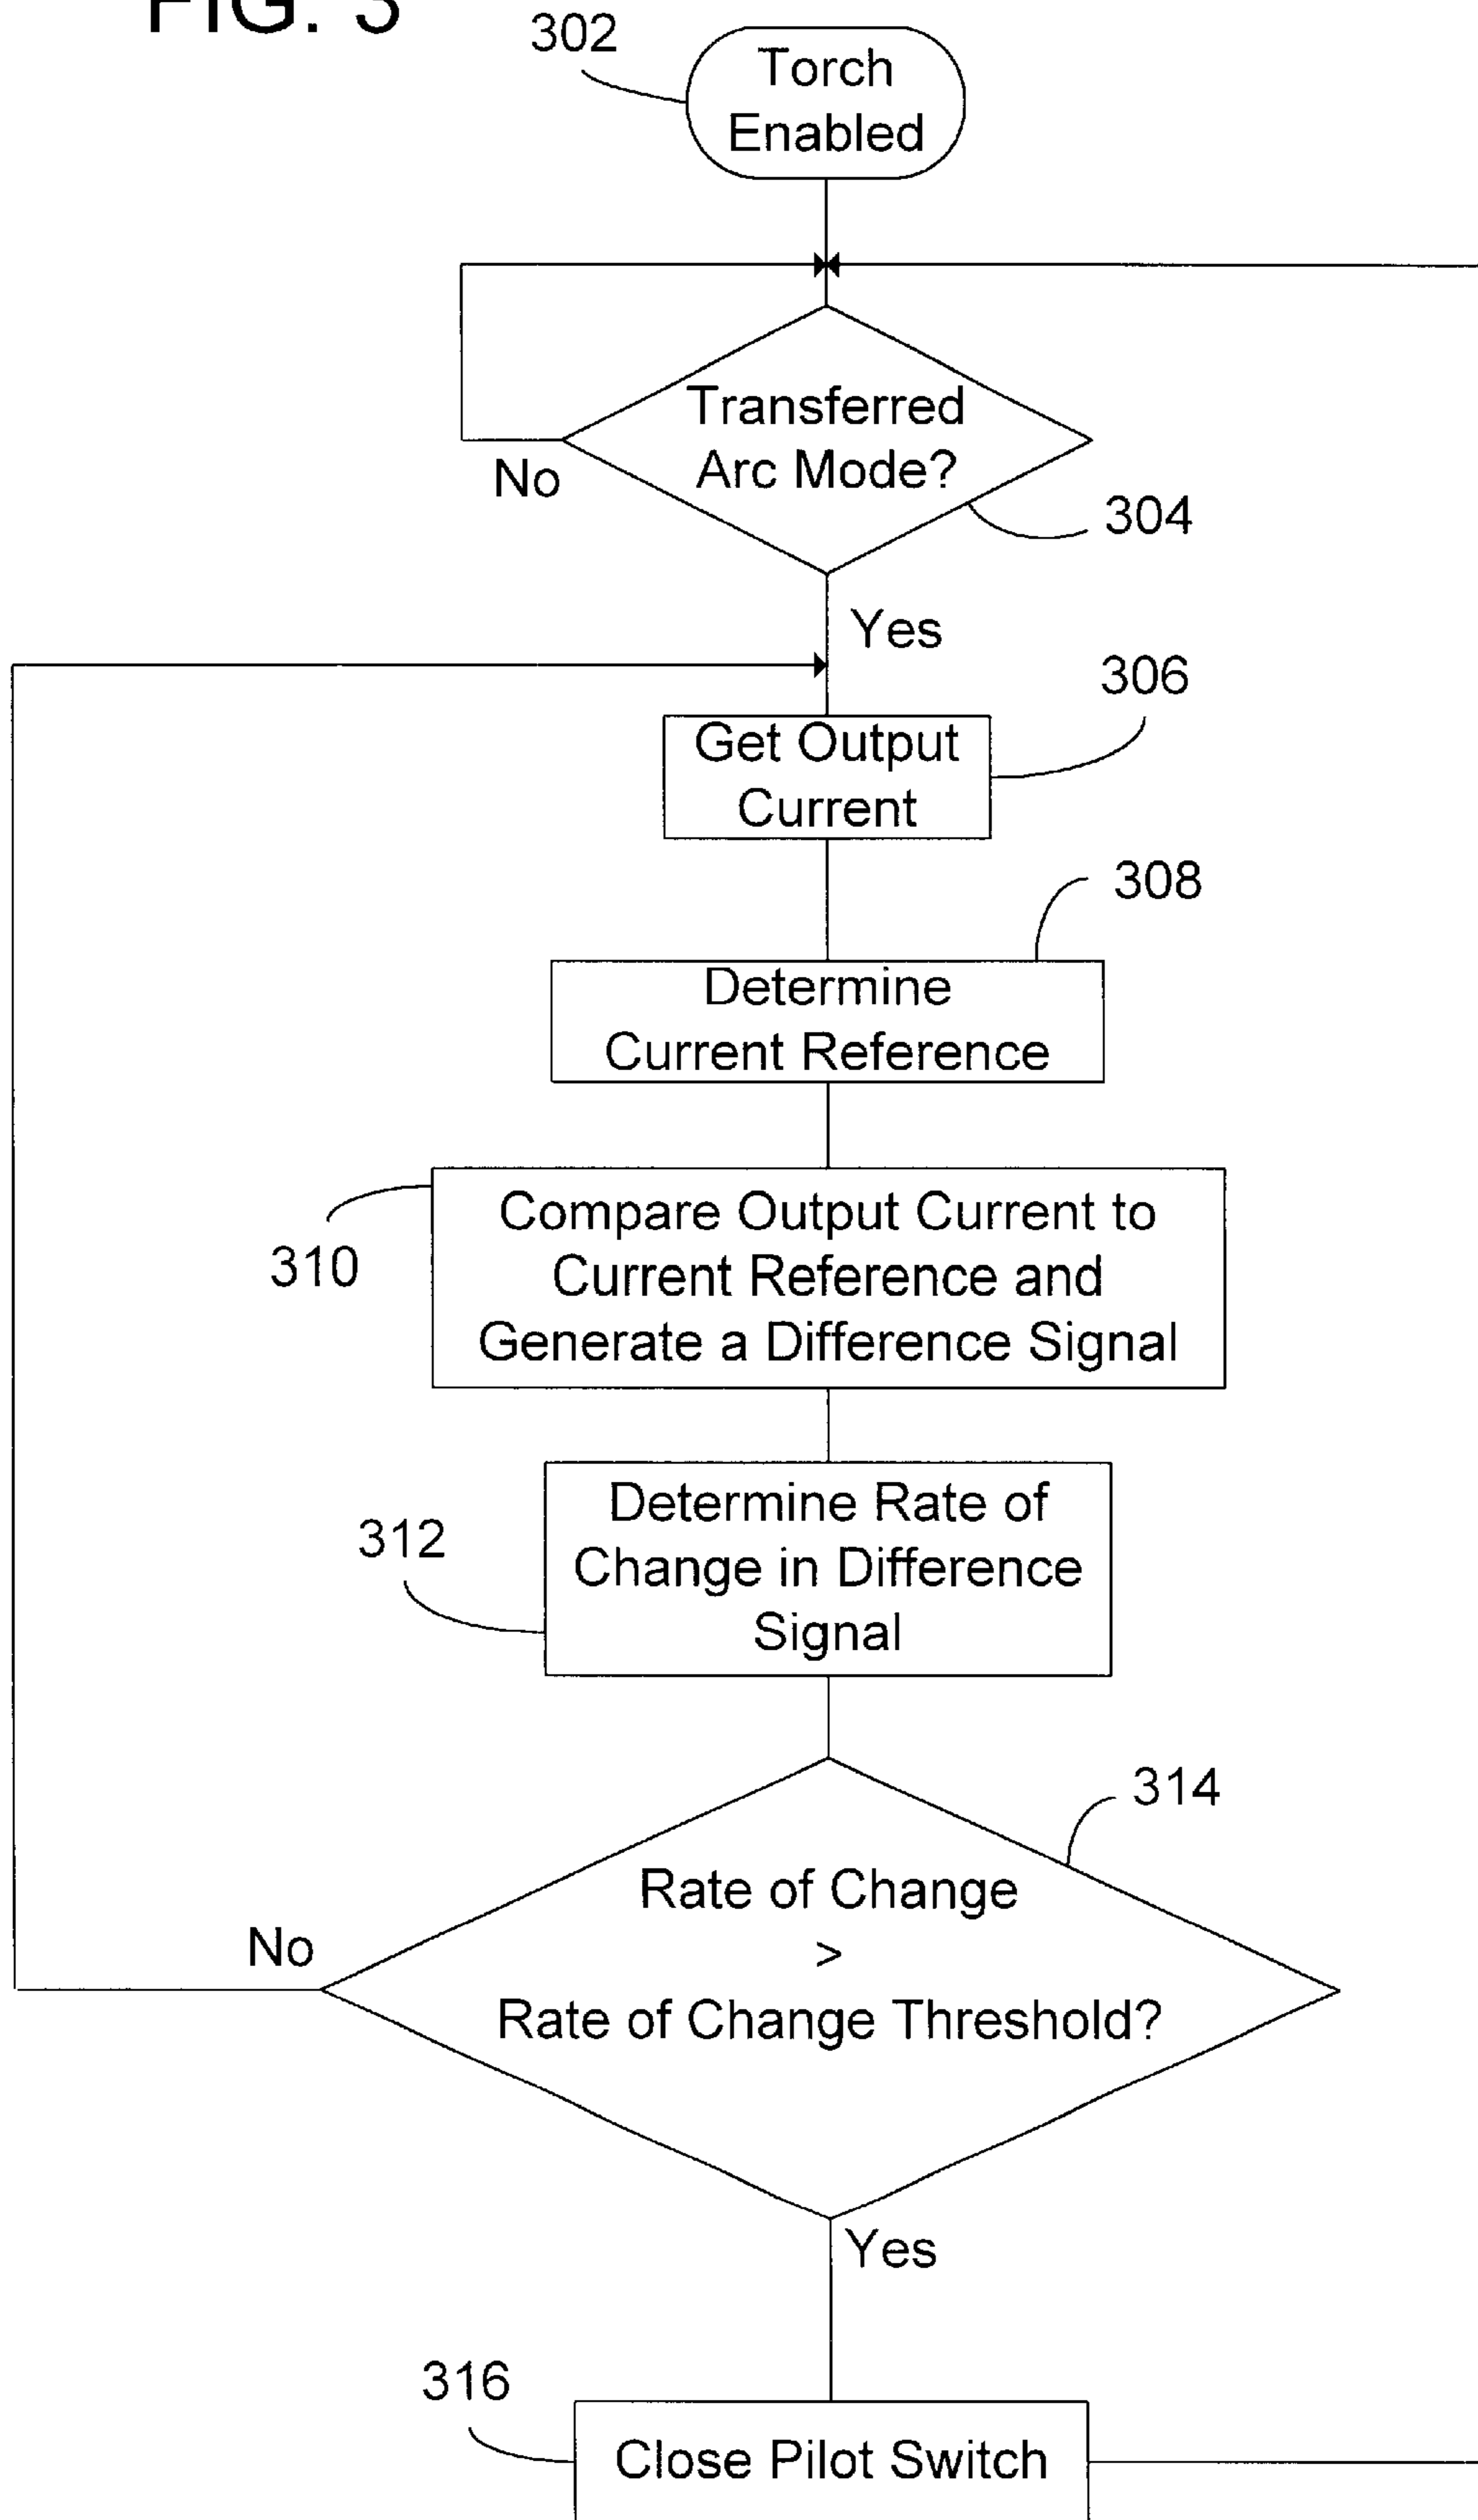 FIG. 3
302
Torch
Enabled
Transferred
Arc Mode?
No
304
Yes
306
Get Output
Current
308
Determine
Current Reference
310
Compare Output Current to
Current Reference and
Generate a Difference Signal
312
Determine Rate of
Change in Difference
Signal
314
Rate of Change
>
Rate of Change Threshold?
No
Yes
316
Close Pilot Switch